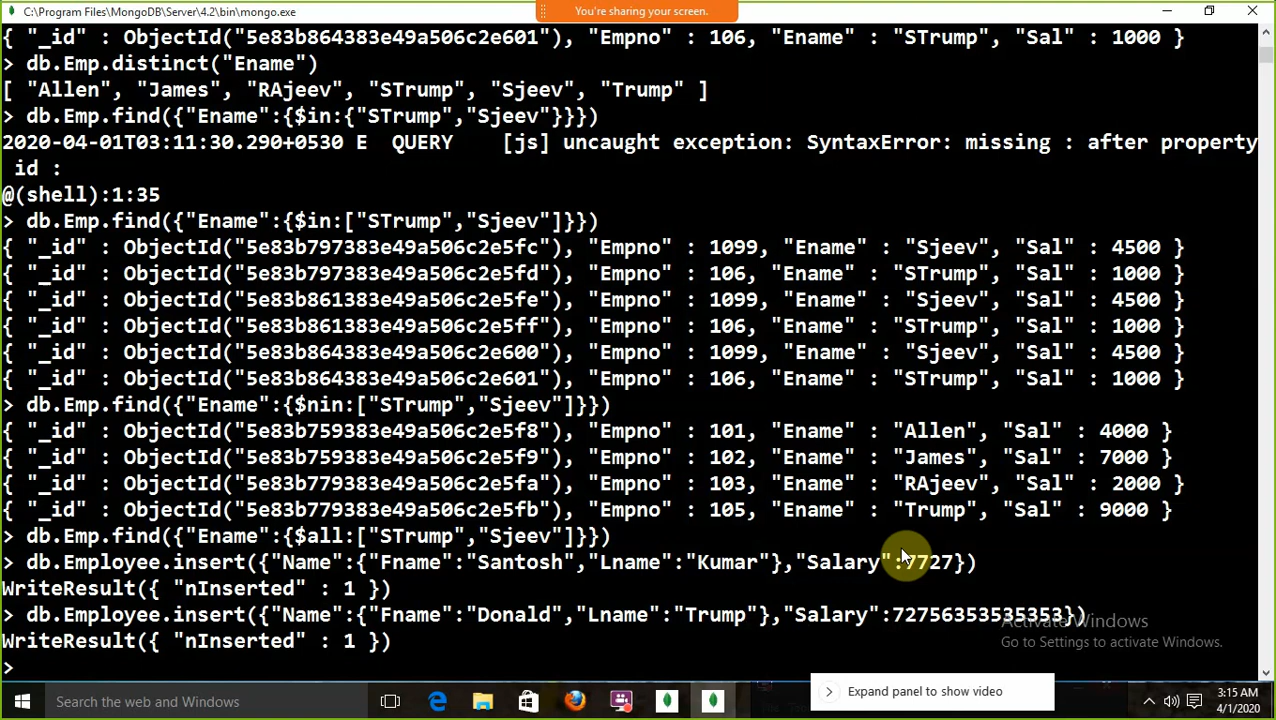 C:\Program Files\MongoDB\Server\4.2\bin\mongo.exe
You're sharing your screen.
{ "_id" : ObjectId("5e83b864383e49a506c2e601"), "Empno" : 106, "Ename" : "STrump", "Sal" : 1000 }
> db.Emp.distinct("Ename")
[ "Allen", "James", "RAjeev", "STrump", "Sjeev", "Trump" ]
> db.Emp.find({"Ename":{$in:{"STrump","Sjeev"}}})
2020-04-01T03:11:30.290+0530 E  QUERY    [js] uncaught exception: SyntaxError: missing : after property
 id :
@(shell):1:35
> db.Emp.find({"Ename":{$in:["STrump","Sjeev"]}})
{ "_id" : ObjectId("5e83b797383e49a506c2e5fc"), "Empno" : 1099, "Ename" : "Sjeev", "Sal" : 4500 }
{ "_id" : ObjectId("5e83b797383e49a506c2e5fd"), "Empno" : 106, "Ename" : "STrump", "Sal" : 1000 }
{ "_id" : ObjectId("5e83b861383e49a506c2e5fe"), "Empno" : 1099, "Ename" : "Sjeev", "Sal" : 4500 }
{ "_id" : ObjectId("5e83b861383e49a506c2e5ff"), "Empno" : 106, "Ename" : "STrump", "Sal" : 1000 }
{ "_id" : ObjectId("5e83b864383e49a506c2e600"), "Empno" : 1099, "Ename" : "Sjeev", "Sal" : 4500 }
{ "_id" : ObjectId("5e83b864383e49a506c2e601"), "Empno" : 106, "Ename" : "STrump", "Sal" : 1000 }
> db.Emp.find({"Ename":{$nin:["STrump","Sjeev"]}})
{ "_id" : ObjectId("5e83b759383e49a506c2e5f8"), "Empno" : 101, "Ename" : "Allen", "Sal" : 4000 }
{ "_id" : ObjectId("5e83b759383e49a506c2e5f9"), "Empno" : 102, "Ename" : "James", "Sal" : 7000 }
{ "_id" : ObjectId("5e83b779383e49a506c2e5fa"), "Empno" : 103, "Ename" : "RAjeev", "Sal" : 2000 }
{ "_id" : ObjectId("5e83b779383e49a506c2e5fb"), "Empno" : 105, "Ename" : "Trump", "Sal" : 9000 }
> db.Emp.find({"Ename":{$all:["STrump","Sjeev"]}})
> db.Employee.insert({"Name":{"Fname":"Santosh","Lname":"Kumar"},"Salary":7727})
WriteResult({ "nInserted" : 1 })
> db.Employee.insert({"Name":{"Fname":"Donald","Lname":"Trump"},"Salary":72756353535353})
WriteResult({ "nInserted" : 1 })
>
Activate Windows
Go to Settings to activate Windows.
Search the web and Windows
Expand panel to show video
3:15 AM
4/1/2020